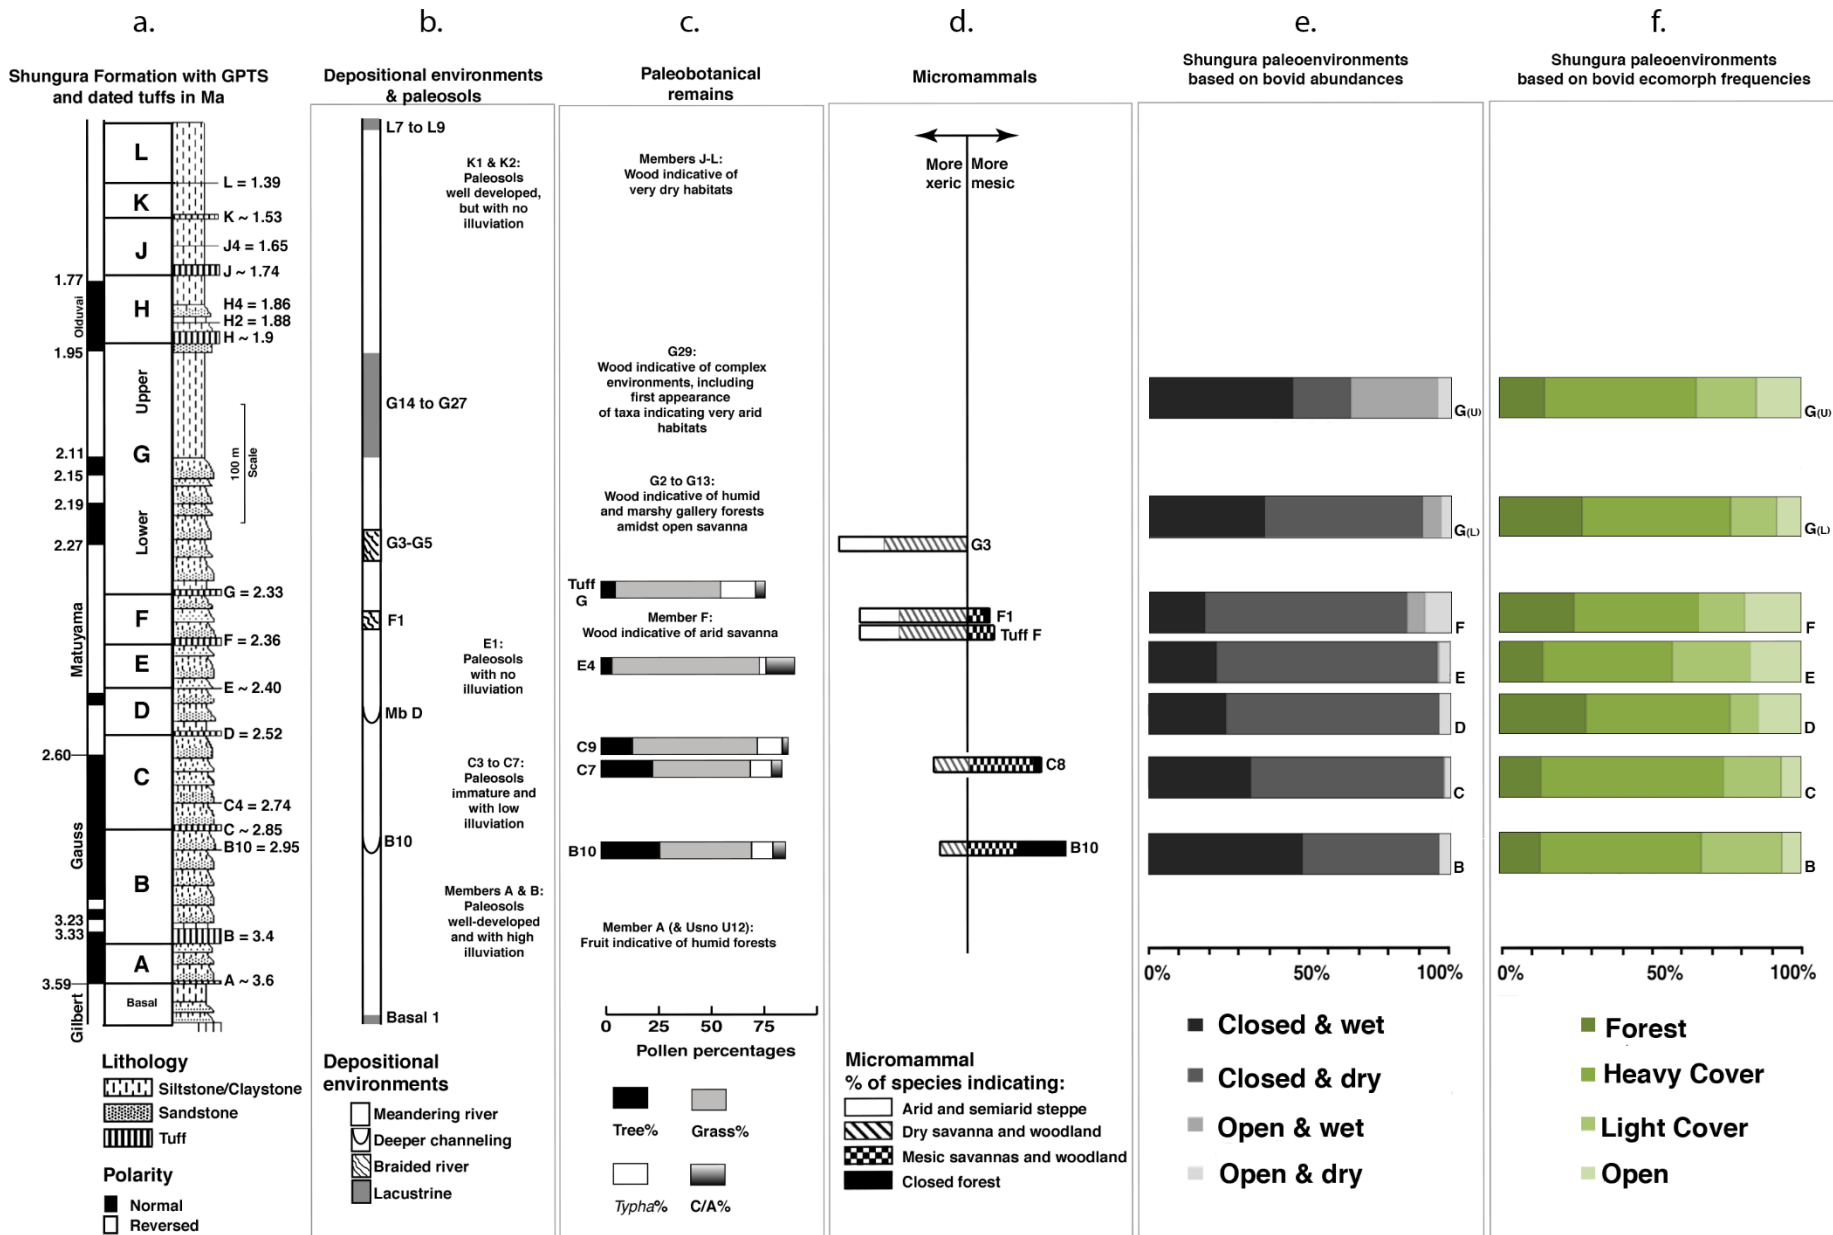 a.
Shungura Formation with GPTS
and dated tuffs in Ma
L
K
J
H
Upper
G
Lower
F
E
D
C
B
A
Basal
L = 1.39
K ~ 1.53
J4 = 1.65
J ~ 1.74
H4 = 1.86
H2 = 1.88
H ~ 1.9
G = 2.33
F = 2.36
E ~ 2.40
D = 2.52
C4 = 2.74
C ~ 2.85
B10 = 2.95
B = 3.4
A ~ 3.6
1.77
1.95
2.11
2.15
2.19
2.27
2.60
3.23
3.33
3.59
Olduvai
Matuyama
Gauss
Gilbert
100 m
Scale
Lithology
Siltstone/Claystone
Sandstone
Tuff
Polarity
Normal
Reversed
b.
Depositional environments
& paleosols
L7 to L9
K1 & K2:
Paleosols
well developed,
but with no
illuviation
G14 to G27
G3-G5
F1
E1:
Paleosols
with no
illuviation
Mb D
C3 to C7:
Paleosols
immature and
with low
illuviation
B10
Members A & B:
Paleosols
well-developed
and with high
illuviation
Basal 1
Depositional
environments
Meandering river
Deeper channeling
Braided river
Lacustrine
c.
Paleobotanical
remains
Members J-L:
Wood indicative of
very dry habitats
G29:
Wood indicative of complex
environments, including
first appearance
of taxa indicating very arid
habitats
G2 to G13:
Wood indicative of humid
and marshy gallery forests
amidst open savanna
Tuff
G
Member F:
Wood indicative of arid savanna
E4
C9
C7
B10
Member A (& Usno U12):
Fruit indicative of humid forests
0
25
50
75
Pollen percentages
Tree%
Grass%
Typha%
C/A%
d.
Micromammals
More
xeric
More
mesic
G3
F1
Tuff F
C8
B10
Micromammal
% of species indicating:
Arid and semiarid steppe
Dry savanna and woodland
Mesic savannas and woodland
Closed forest
e.
Shungura paleoenvironments
based on bovid abundances
G(U)
G(L)
F
E
D
C
B
0%
50%
100%
Closed & wet
Closed & dry
Open & wet
Open & dry
f.
Shungura paleoenvironments
based on bovid ecomorph frequencies
G(U)
G(L)
F
E
D
C
B
0%
50%
100%
Forest
Heavy Cover
Light Cover
Open